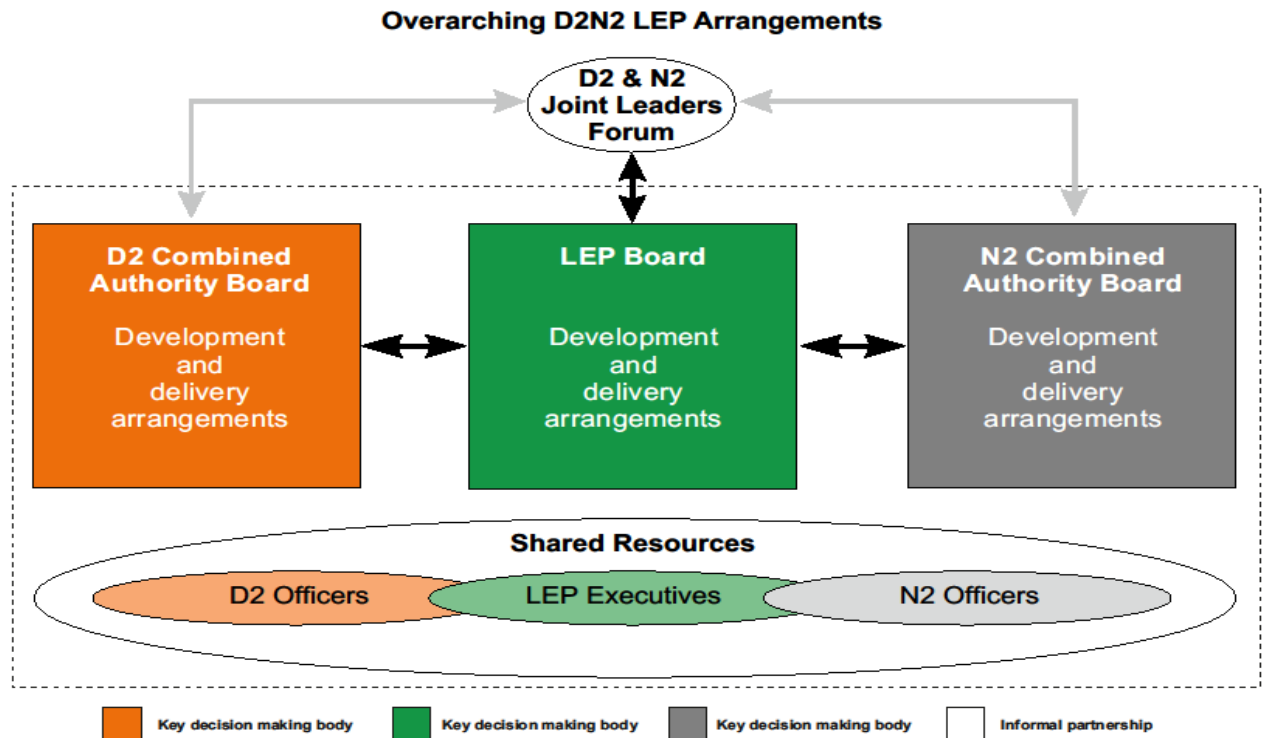 Overarching D2N2 LEP Arrangements
D2 & N2
Joint Leaders
Forum
D2 Combined
Authority Board
Development
and
delivery
arrangements
LEP Board
Development
and
delivery
arrangements
N2 Combined
Authority Board
Development
and
delivery
arrangements
Shared Resources
D2 Officers
LEP Executives
N2 Officers
Key decision making body
Key decision making body
Key decision making body
Informal partnership